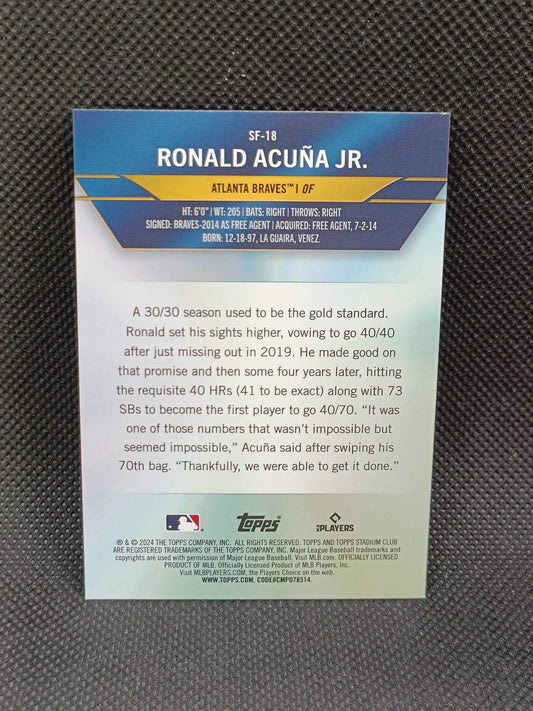 SF-18
RONALD ACUÑA JR.
ATLANTA BRAVES™ | OF
HT: 6'0" | WT: 205 | BATS: RIGHT | THROWS: RIGHT
SIGNED: BRAVES-2014 AS FREE AGENT | ACQUIRED: FREE AGENT, 7-2-14
BORN: 12-18-97, LA GUAIRA, VENEZ.
A 30/30 season used to be the gold standard.
Ronald set his sights higher, vowing to go 40/40
after just missing out in 2019. He made good on
that promise and then some four years later, hitting
the requisite 40 HRs (41 to be exact) along with 73
SBs to become the first player to go 40/70. “It was
one of those numbers that wasn’t impossible but
seemed impossible,” Acuña said after swiping his
70th bag. “Thankfully, we were able to get it done.”
Topps
PLAYERS
® & © 2024 THE TOPPS COMPANY, INC. ALL RIGHTS RESERVED. TOPPS AND TOPPS STADIUM CLUB
ARE REGISTERED TRADEMARKS OF THE TOPPS COMPANY, INC. Major League Baseball trademarks and
copyrights are used with permission of Major League Baseball. Visit MLB.com. OFFICIALLY LICENSED
PRODUCT OF MLB. Officially Licensed Product of MLB Players, Inc.
Visit MLBPLAYERS.COM, the Players Choice on the web.
WWW.TOPPS.COM. CODE#CMP078514.